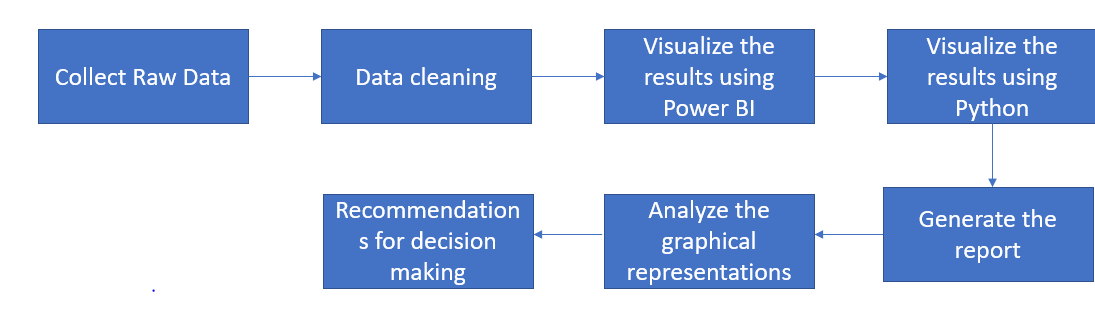 Collect Raw Data
Data cleaning
Visualize the
results using
Power BI
Visualize the
results using
Python
Generate the
report
Analyze the
graphical
representations
Recommendation
s for decision
making